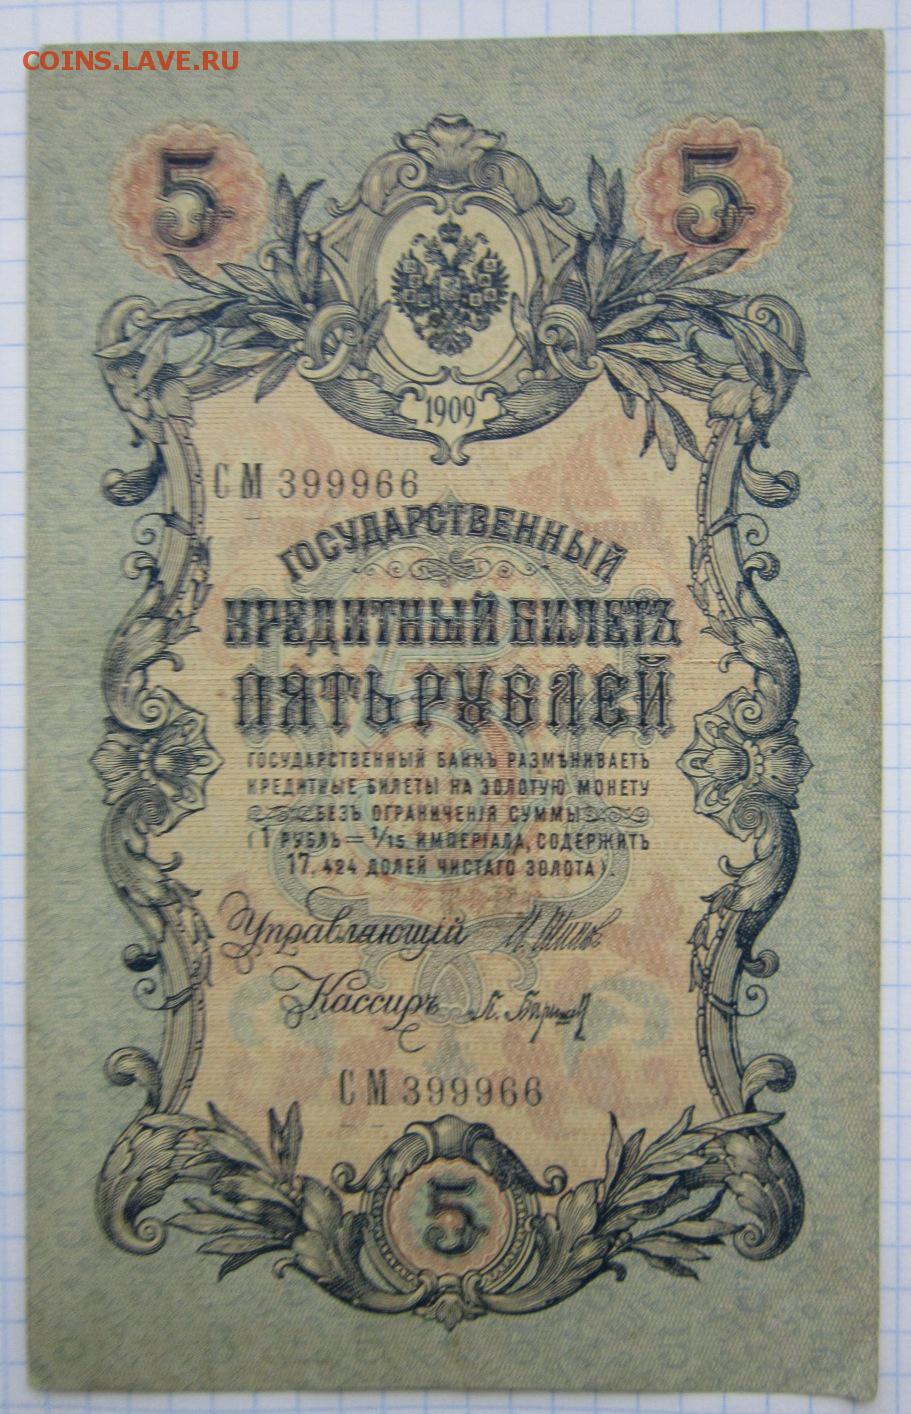 COINS.LAVE.RU
5 5
1909
СМ 399966
ГОСУДАРСТВЕННЫЙ
КРЕДИТНЫЙ БИЛЕТЪ
ПЯТЬ РУБЛЕЙ
ГОСУДАРСТВЕННЫЙ БАНКЪ РАЗМѢНИВАЕТЪ
КРЕДИТНЫЕ БИЛЕТЫ НА ЗОЛОТУЮ МОНЕТУ
БЕЗЪ ОГРАНИЧЕНІЯ СУММЫ
(1 РУБЛЬ = 1/15 ИМПЕРІАЛА, СОДЕРЖИТЪ
17,424 ДОЛЕЙ ЧИСТАГО ЗОЛОТА).
Управляющій И. Шипов
Кассиръ
СМ 399966
5